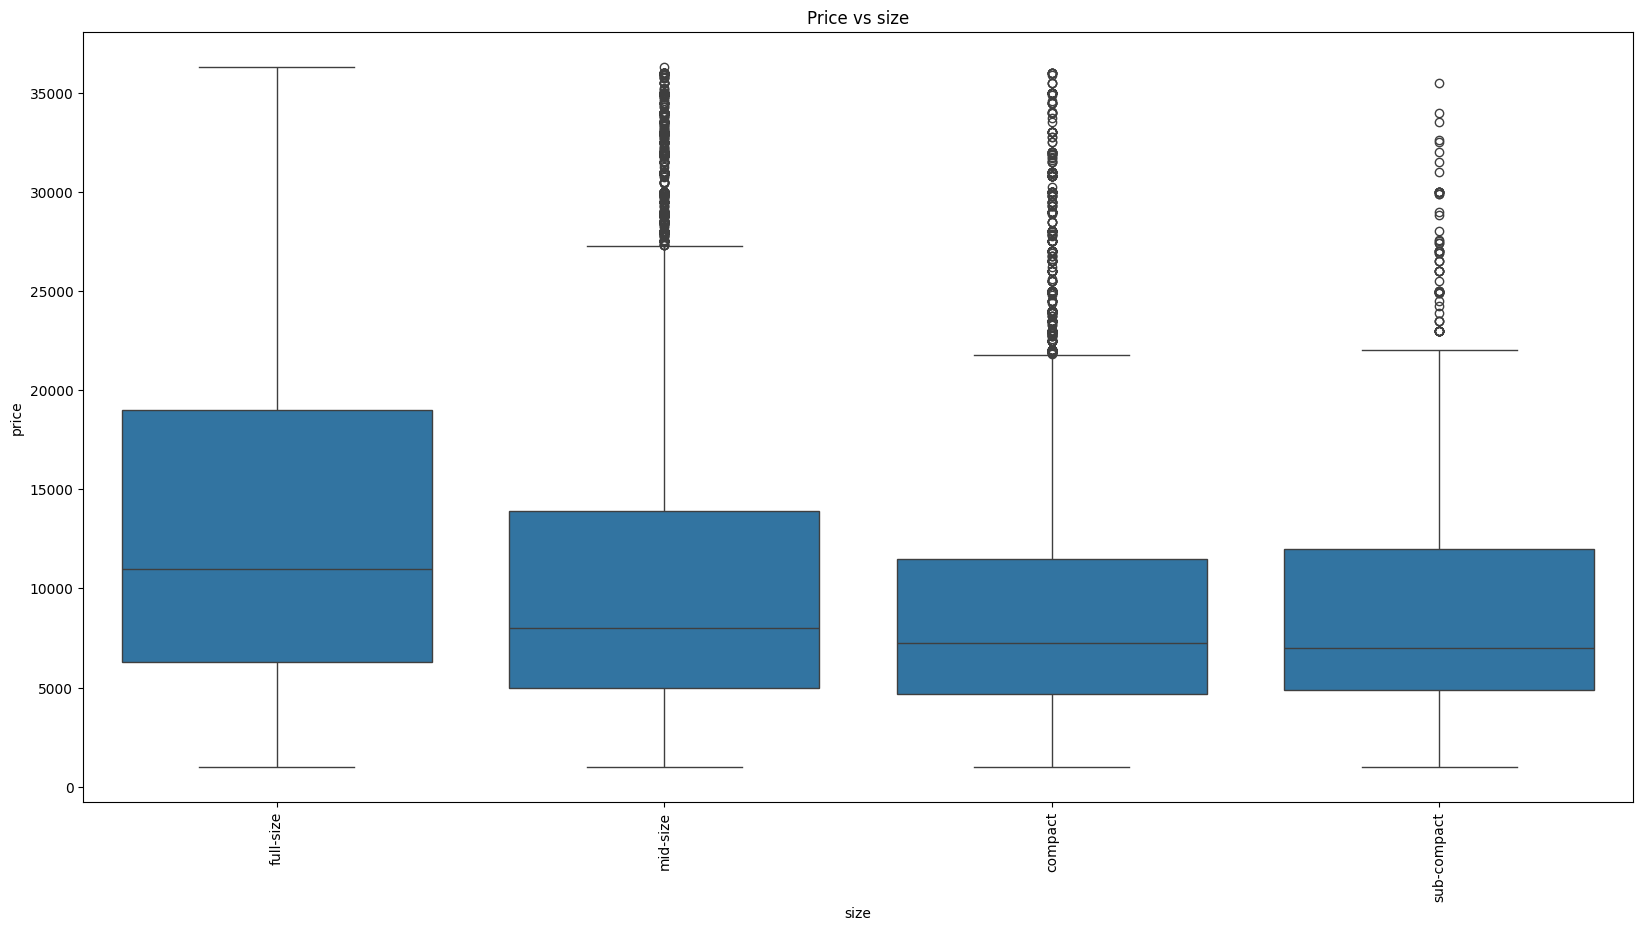 Price vs size
price
35000
30000
25000
20000
15000
10000
5000
0
full-size
mid-size
compact
sub-compact
size